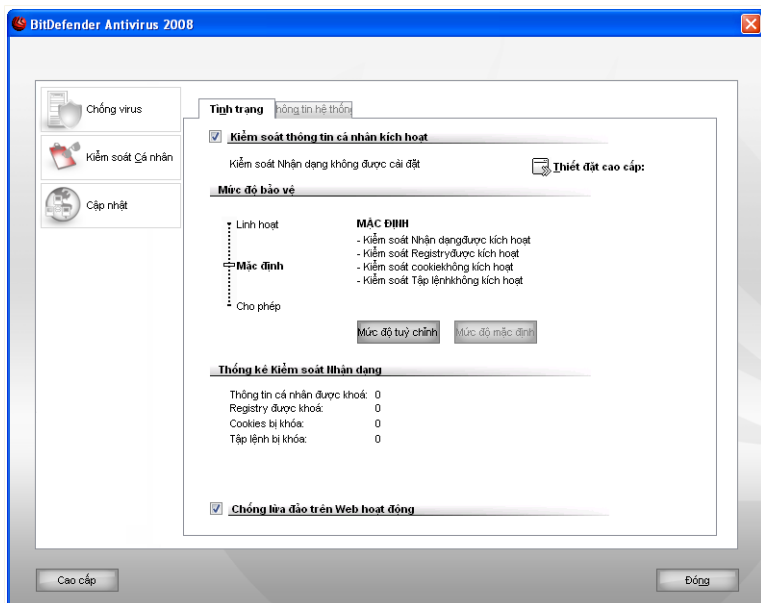 BitDefender Antivirus 2008
Chống virus
Kiểm soát Cá nhân
Cập nhật
Tình trạng
hông tin hệ thốn
Kiểm soát thông tin cá nhân kích hoạt
Kiểm soát Nhận dạng không được cài đặt
Thiết đặt cao cấp:
Mức độ bảo vệ
Linh hoạt
Mặc định
Cho phép
MẶC ĐỊNH
- Kiểm soát Nhận dạngđược kích hoạt
- Kiểm soát Registryđược kích hoạt
- Kiểm soát cookiekhông kích hoạt
- Kiểm soát Tập lệnhkhông kích hoạt
Mức độ tuỳ chỉnh
Mức độ mặc định
Thống kê Kiểm soát Nhận dạng
Thông tin cá nhân được khoá: 0
Registry được khoá: 0
Cookies bị khóa: 0
Tập lệnh bị khóa: 0
Chống lừa đảo trên Web hoạt động
Cao cấp
Đóng